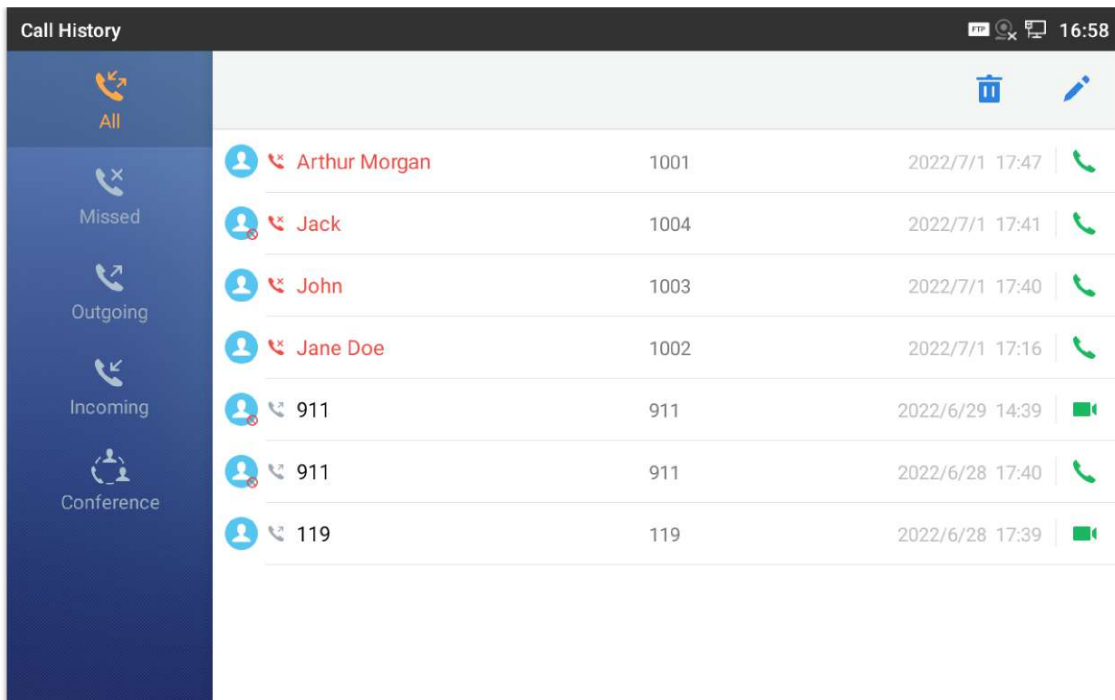 Call History FTP 16:58
All
Missed
Outgoing
Incoming
Conference
Arthur Morgan 1001 2022/7/1 17:47
Jack 1004 2022/7/1 17:41
John 1003 2022/7/1 17:40
Jane Doe 1002 2022/7/1 17:16
911 911 2022/6/29 14:39
911 911 2022/6/28 17:40
119 119 2022/6/28 17:39